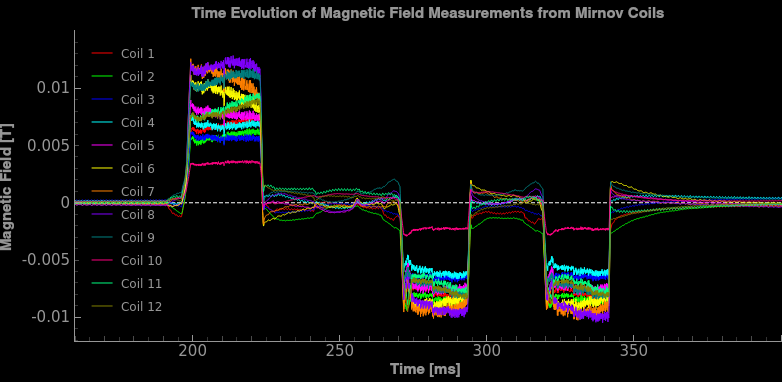 Time Evolution of Magnetic Field Measurements from Mirnov Coils
Magnetic Field [T]
0.01
0.005
0
-0.005
-0.01
Coil 1
Coil 2
Coil 3
Coil 4
Coil 5
Coil 6
Coil 7
Coil 8
Coil 9
Coil 10
Coil 11
Coil 12
200 250 300 350
Time [ms]